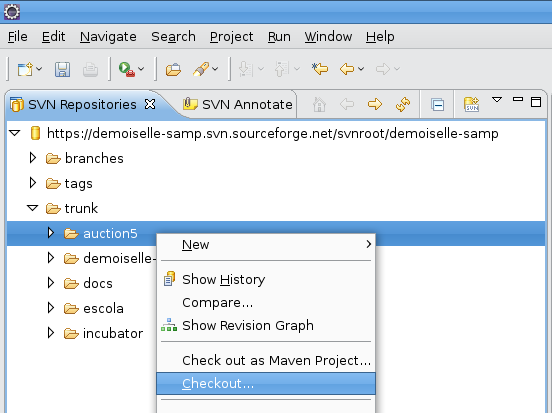 File Edit Navigate Search Project Run Window Help
SVN Repositories SVN Annotate
SVN
https://demoiselle-samp.svn.sourceforge.net/svnroot/demoiselle-samp
branches
tags
trunk
auction5
New
demoiselle-
Show History
docs
Compare...
escola
Show Revision Graph
incubator
Check out as Maven Project...
Checkout...